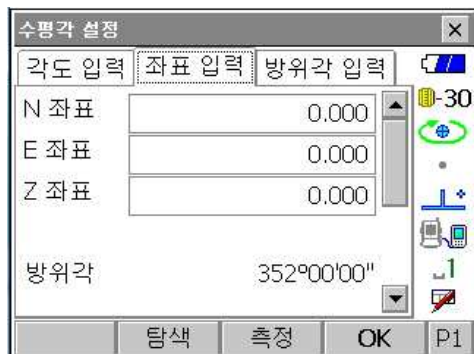 수평각 설정
각도 입력 좌표 입력 방위각 입력
N 좌표 0.000
-30
E 좌표 0.000
Z 좌표 0.000
방위각 352°00'00"
1
탐색 측정 OK P1